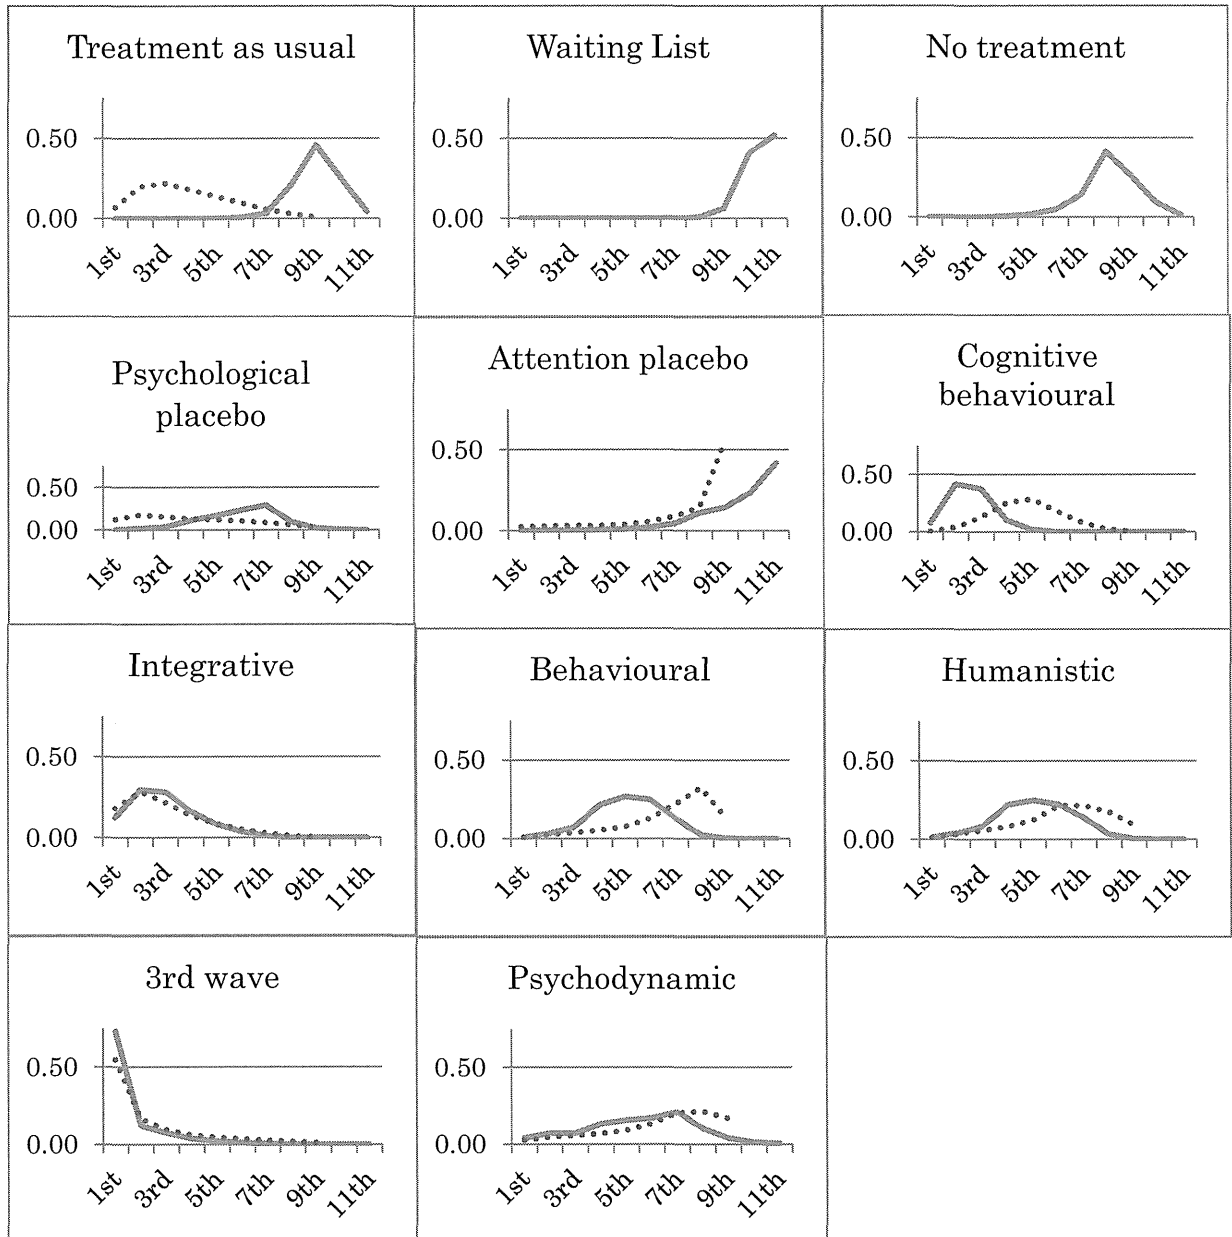 Treatment as usual
0.50
0.00
1st 3rd 5th 7th 9th 11th
Waiting List
0.50
0.00
1st 3rd 5th 7th 9th 11th
No treatment
0.50
0.00
1st 3rd 5th 7th 9th 11th
Psychological
placebo
0.50
0.00
1st 3rd 5th 7th 9th 11th
Attention placebo
0.50
0.00
1st 3rd 5th 7th 9th 11th
Cognitive
behavioural
0.50
0.00
1st 3rd 5th 7th 9th 11th
Integrative
0.50
0.00
1st 3rd 5th 7th 9th 11th
Behavioural
0.50
0.00
1st 3rd 5th 7th 9th 11th
Humanistic
0.50
0.00
1st 3rd 5th 7th 9th 11th
3rd wave
0.50
0.00
1st 3rd 5th 7th 9th 11th
Psychodynamic
0.50
0.00
1st 3rd 5th 7th 9th 11th